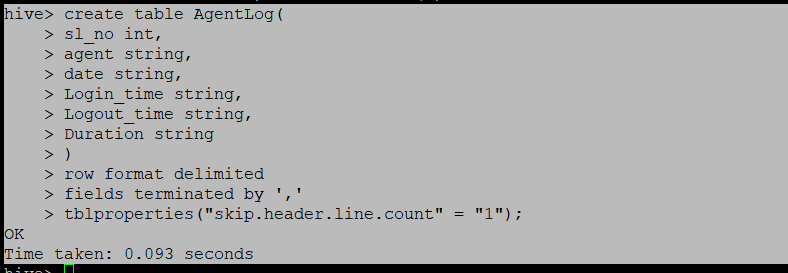 hive> create table AgentLog(
    > sl_no int,
    > agent string,
    > date string,
    > Login_time string,
    > Logout_time string,
    > Duration string
    > )
    > row format delimited
    > fields terminated by ','
    > tblproperties("skip.header.line.count" = "1");
OK
Time taken: 0.093 seconds
hive>